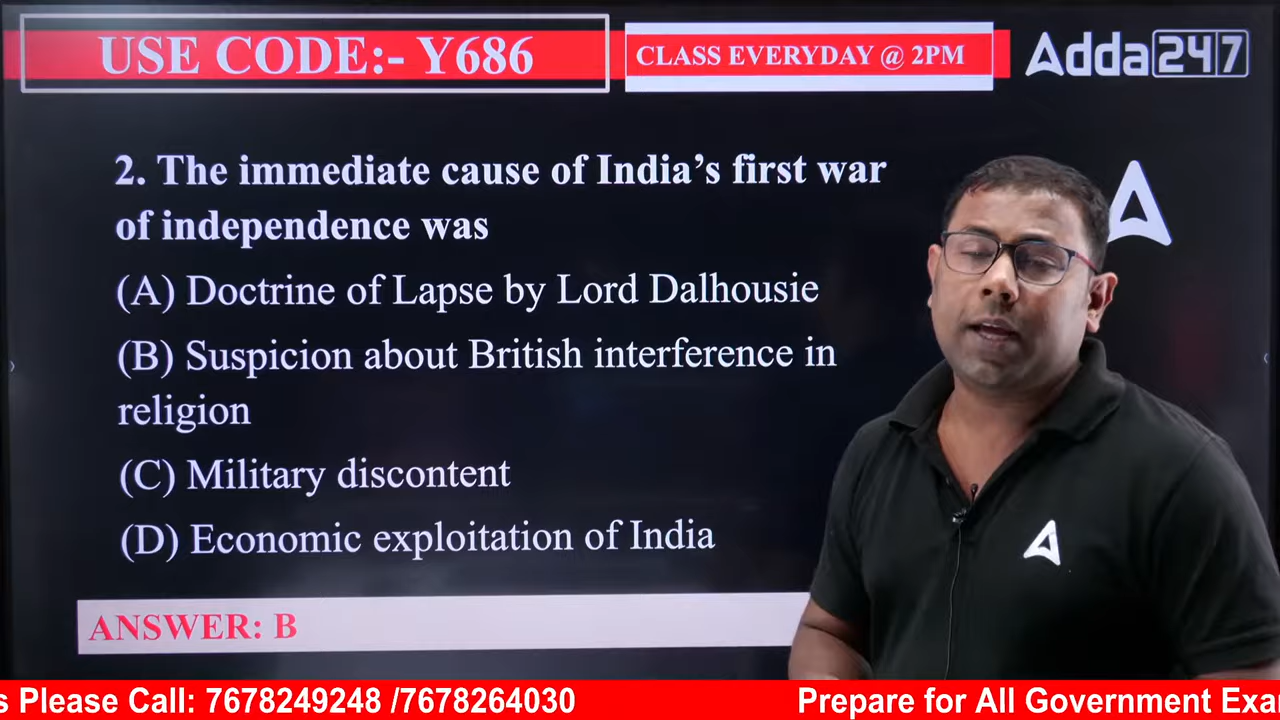 USE CODE:- Y686
CLASS EVERYDAY @ 2PM
Adda247
2. The immediate cause of India's first war
of independence was
(A) Doctrine of Lapse by Lord Dalhousie
(B) Suspicion about British interference in
religion
(C) Military discontent
(D) Economic exploitation of India
ANSWER: B
s Please Call: 7678249248 /7678264030
Prepare for All Government Exa